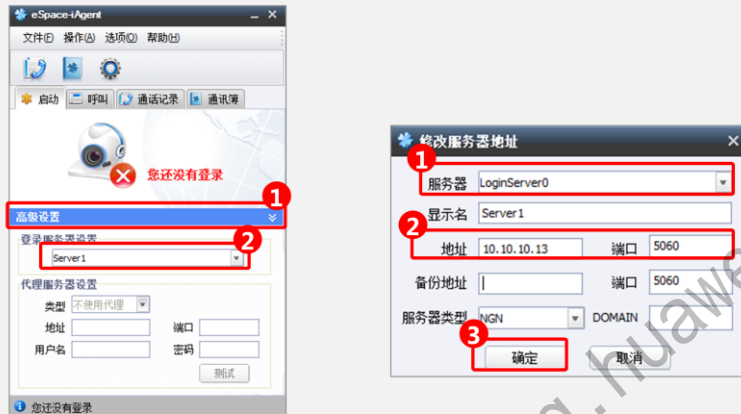 eSpace-iAgent
文件(F) 操作(A) 选项(O) 帮助(H)
启动 呼叫 通话记录 通讯簿
您还没有登录
1
高级设置
2
登录服务器设置
Server1
代理服务器设置
类型 不使用代理
地址 端口
用户名 密码
测试
您还没有登录
修改服务器地址
1
服务器 LoginServer0
显示名 Server1
2
地址 10.10.10.13 端口 5060
备份地址 端口 5060
服务器类型 NGN DOMAIN
3
确定 取消
g.huawe